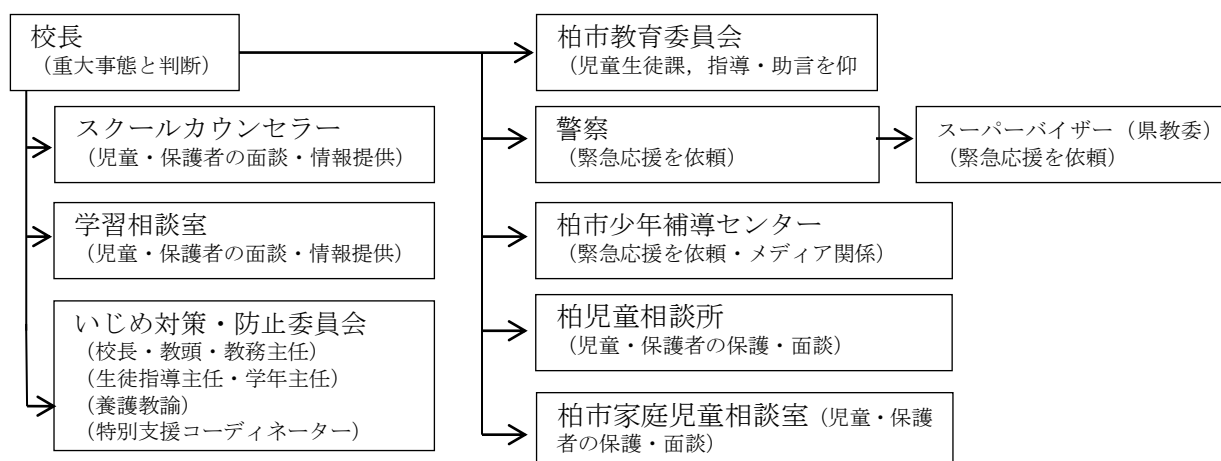 校長
（重大事態と判断）
柏市教育委員会
（児童生徒課，指導・助言を仰
スクールカウンセラー
（児童・保護者の面談・情報提供）
警察
（緊急応援を依頼）
スーパーバイザー（県教委）
（緊急応援を依頼）
学習相談室
（児童・保護者の面談・情報提供）
柏市少年補導センター
（緊急応援を依頼・メディア関係）
いじめ対策・防止委員会
（校長・教頭・教務主任）
（生徒指導主任・学年主任）
（養護教諭）
（特別支援コーディネーター）
柏児童相談所
（児童・保護者の保護・面談）
柏市家庭児童相談室（児童・保護
者の保護・面談）